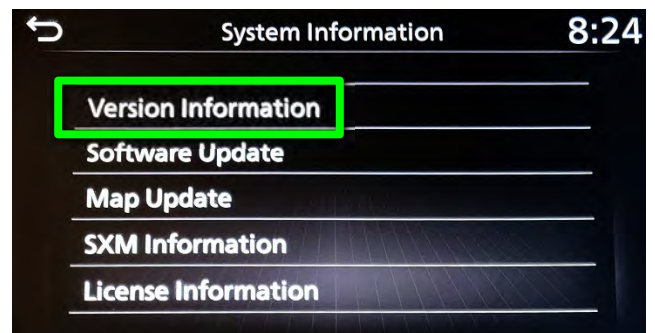 System Information 8:24
Version Information
Software Update
Map Update
SXM Information
License Information